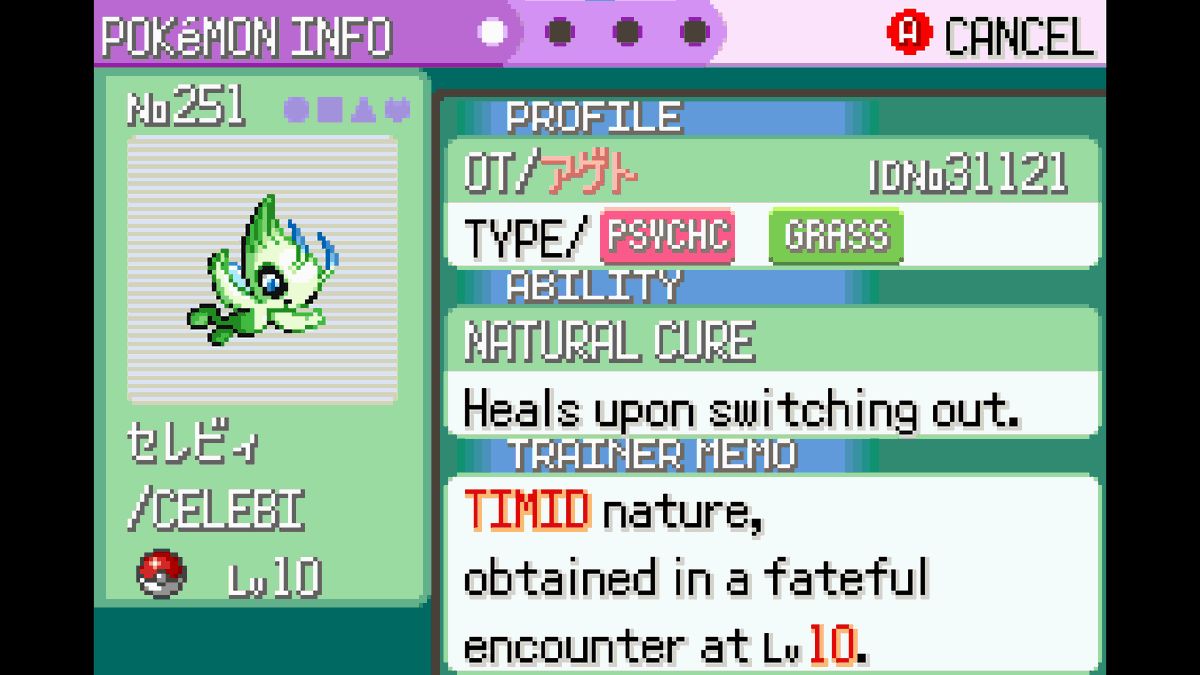 POKéMON INFO
A CANCEL
No251
PROFILE
OT/アゲト
IDNo31121
TYPE/ PSYCHC GRASS
ABILITY
NATURAL CURE
Heals upon switching out.
セレビィ
/CELEBI
Lv10
TRAINER MEMO
TIMID nature,
obtained in a fateful
encounter at Lv10.